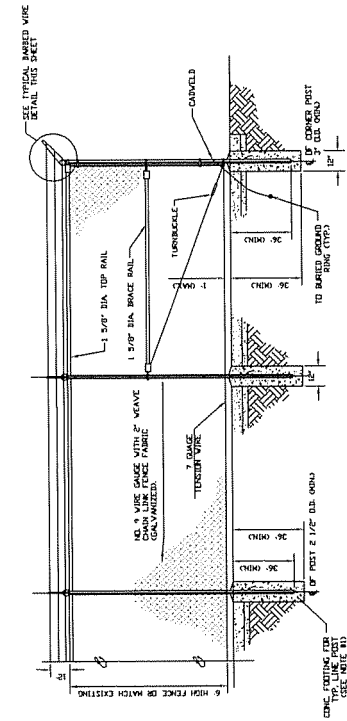 SEE TYPICAL BARBED WIRE
DETAIL THIS SHEET
1 5/8" DIA. TOP RAIL
1 5/8" DIA. BRACE RAIL
CADWELD
TURNBUCKLE
NO. 9 WIRE GAUGE WITH 2" WEAVE
CHAIN LINK FENCE FABRIC
(GALVANIZED).
7 GUAGE
TENSION WIRE
12"
6' HIGH FENCE OR MATCH EXISTING
1' (MAX.)
36' (MIN.)
36' (MIN.)
36' (MIN.)
36' (MIN.)
12"
12"
℄ OF CORNER POST
3" O.D. (MIN.)
TO BURIED GROUND
RING (TYP.)
℄ OF POST 2 1/2" O.D. (MIN.)
CONC. FOOTING FOR
TYP. LINE POST
(SEE NOTE #1)